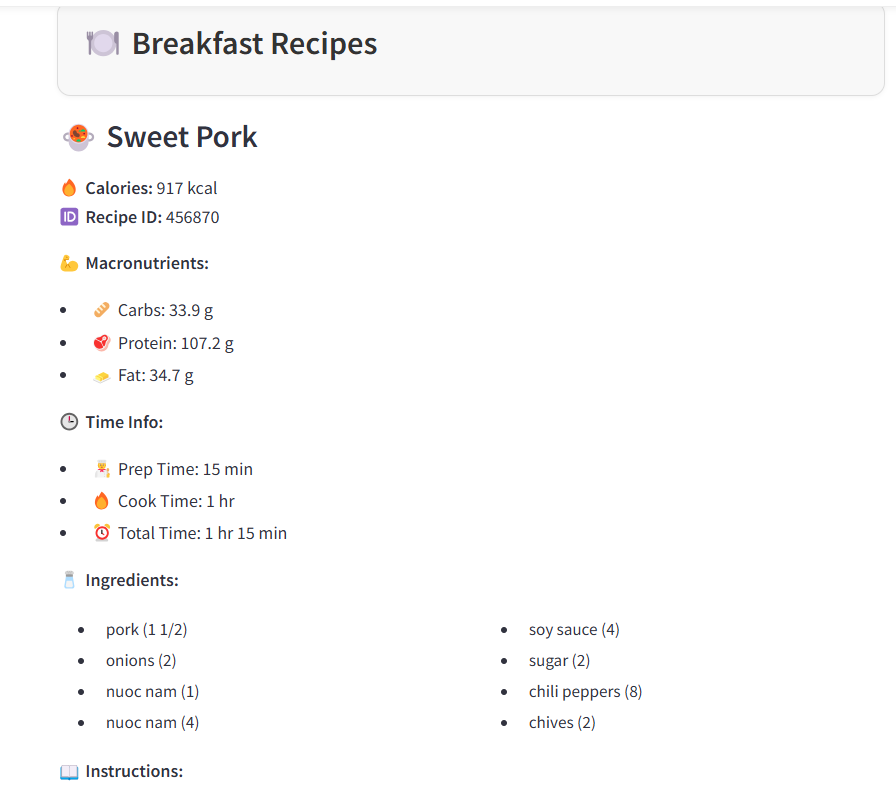 Breakfast Recipes
Sweet Pork
Calories: 917 kcal
ID Recipe ID: 456870
Macronutrients:
Carbs: 33.9 g
Protein: 107.2 g
Fat: 34.7 g
Time Info:
Prep Time: 15 min
Cook Time: 1 hr
Total Time: 1 hr 15 min
Ingredients:
pork (1 1/2)
onions (2)
nuoc nam (1)
nuoc nam (4)
soy sauce (4)
sugar (2)
chili peppers (8)
chives (2)
Instructions: